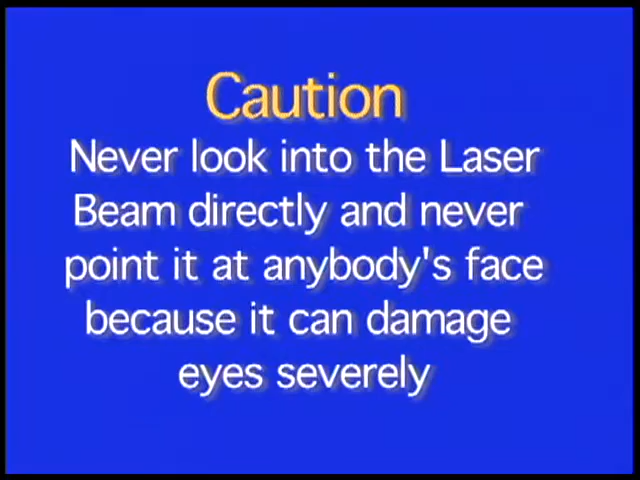 Caution
Never look into the Laser
Beam directly and never
point it at anybody's face
because it can damage
eyes severely